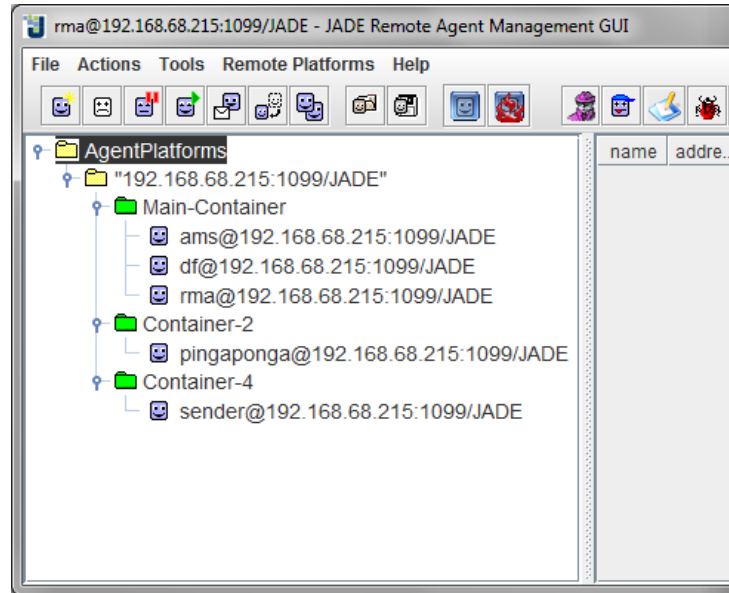 rma@192.168.68.215:1099/JADE - JADE Remote Agent Management GUI
File Actions Tools Remote Platforms Help
AgentPlatforms
name addre..
"192.168.68.215:1099/JADE"
Main-Container
ams@192.168.68.215:1099/JADE
df@192.168.68.215:1099/JADE
rma@192.168.68.215:1099/JADE
Container-2
pingaponga@192.168.68.215:1099/JADE
Container-4
sender@192.168.68.215:1099/JADE